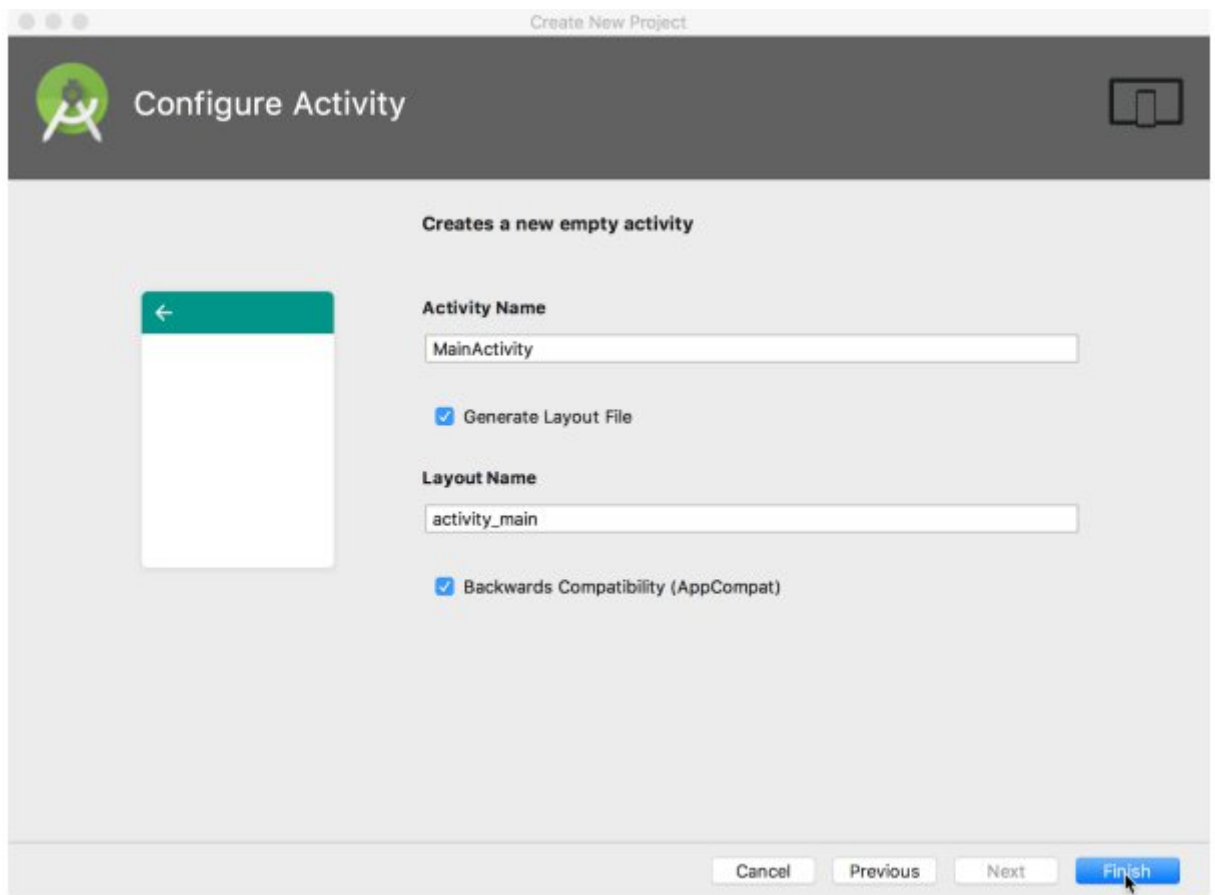 Create New Project
Configure Activity
Creates a new empty activity
Activity Name
MainActivity
Generate Layout File
Layout Name
activity_main
Backwards Compatibility (AppCompat)
Cancel Previous Next Finish